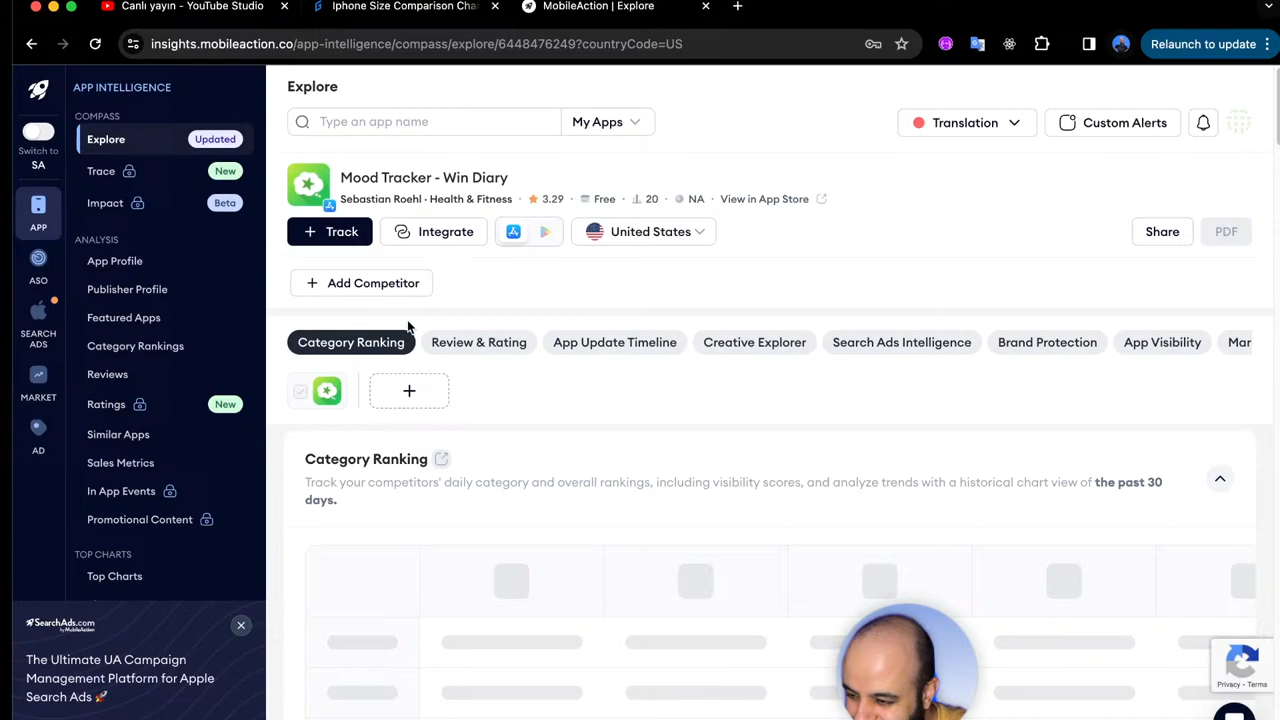 Canlı yayın - YouTube Studio
Iphone Size Comparison Cha
MobileAction | Explore
insights.mobileaction.co/app-intelligence/compass/explore/6448476249?countryCode=US
Relaunch to update
APP INTELLIGENCE
COMPASS
Explore Updated
Trace New
Impact Beta
ANALYSIS
App Profile
Publisher Profile
Featured Apps
Category Rankings
Reviews
Ratings New
Similar Apps
Sales Metrics
In App Events
Promotional Content
TOP CHARTS
Top Charts
Switch to
SA
APP
ASO
SEARCH
ADS
MARKET
AD
SearchAds.com
by MobileAction
The Ultimate UA Campaign
Management Platform for Apple
Search Ads 🚀
Explore
Type an app name My Apps
Translation Custom Alerts
Mood Tracker - Win Diary
Sebastian Roehl · Health & Fitness · 3.29 · Free · 20 · NA · View in App Store
+ Track Integrate United States Share PDF
+ Add Competitor
Category Ranking Review & Rating App Update Timeline Creative Explorer Search Ads Intelligence Brand Protection App Visibility Mar
+
Category Ranking
Track your competitors' daily category and overall rankings, including visibility scores, and analyze trends with a historical chart view of the past 30
days.
Privacy - Terms